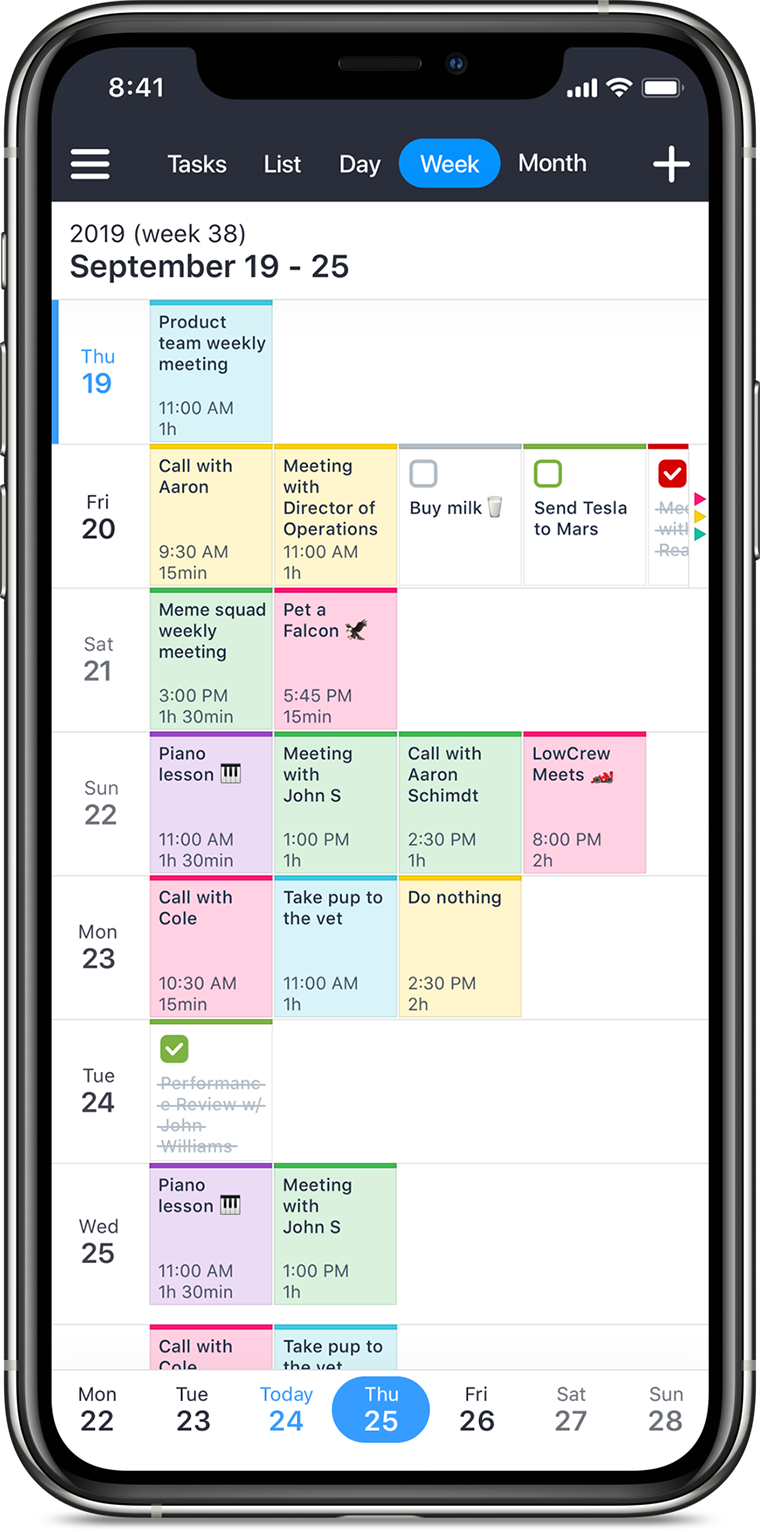 8:41
Tasks List Day Week Month
2019 (week 38)
September 19 - 25
Thu
19
Product
team weekly
meeting
11:00 AM
1h
Fri
20
Call with
Aaron
9:30 AM
15min
Meeting
with
Director of
Operations
11:00 AM
1h
Buy milk 🥛
Send Tesla
to Mars
Mee
with
Rea
Sat
21
Meme squad
weekly
meeting
3:00 PM
1h 30min
Pet a
Falcon 🦅
5:45 PM
15min
Sun
22
Piano
lesson 🎹
11:00 AM
1h 30min
Meeting
with
John S
1:00 PM
1h
Call with
Aaron
Schimdt
2:30 PM
1h
LowCrew
Meets 🏎️
8:00 PM
2h
Mon
23
Call with
Cole
10:30 AM
15min
Take pup to
the vet
11:00 AM
1h
Do nothing
2:30 PM
2h
Tue
24
Performanc
e Review w/
John
Williams
Wed
25
Piano
lesson 🎹
11:00 AM
1h 30min
Meeting
with
John S
1:00 PM
1h
Call with
Cole
Take pup to
the vet
Mon
22
Tue
23
Today
24
Thu
25
Fri
26
Sat
27
Sun
28